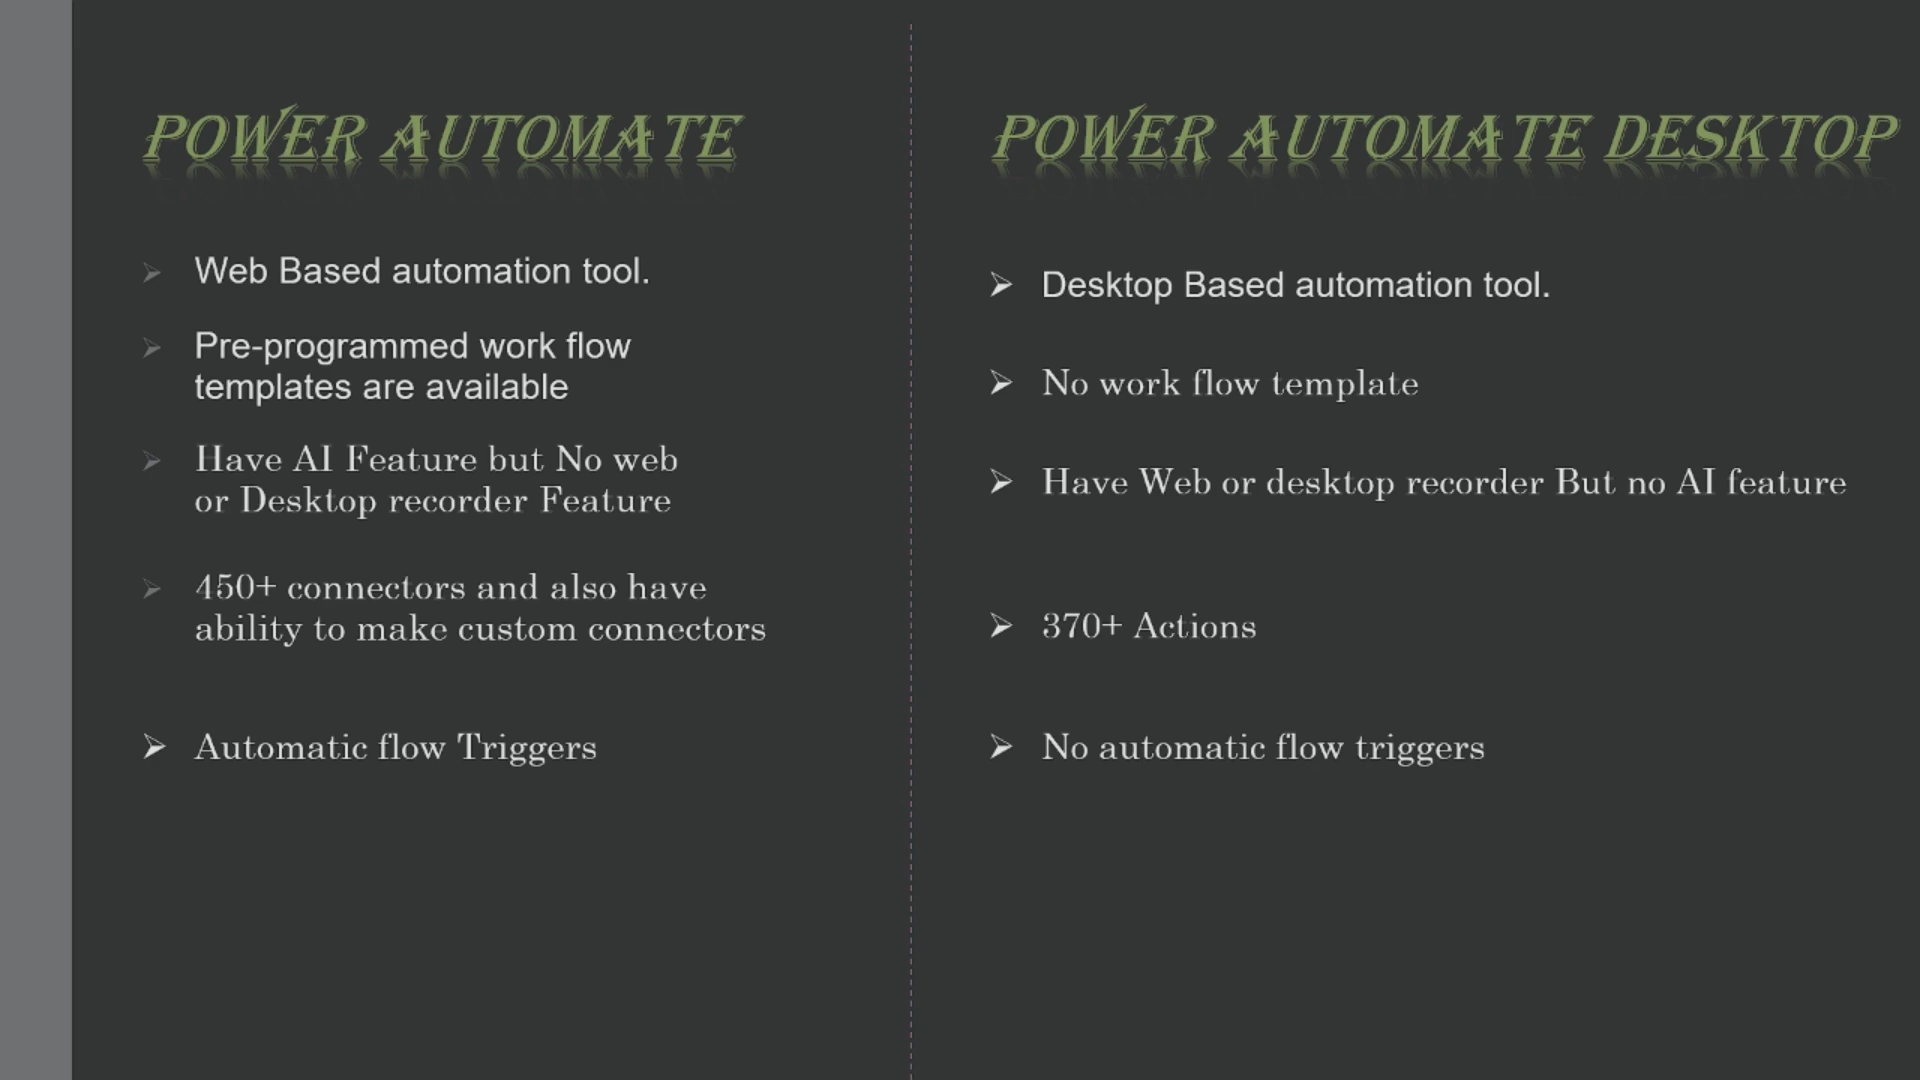 POWER AUTOMATE
Web Based automation tool.
Pre-programmed work flow
templates are available
Have AI Feature but No web
or Desktop recorder Feature
450+ connectors and also have
ability to make custom connectors
Automatic flow Triggers
POWER AUTOMATE DESKTOP
Desktop Based automation tool.
No work flow template
Have Web or desktop recorder But no AI feature
370+ Actions
No automatic flow triggers